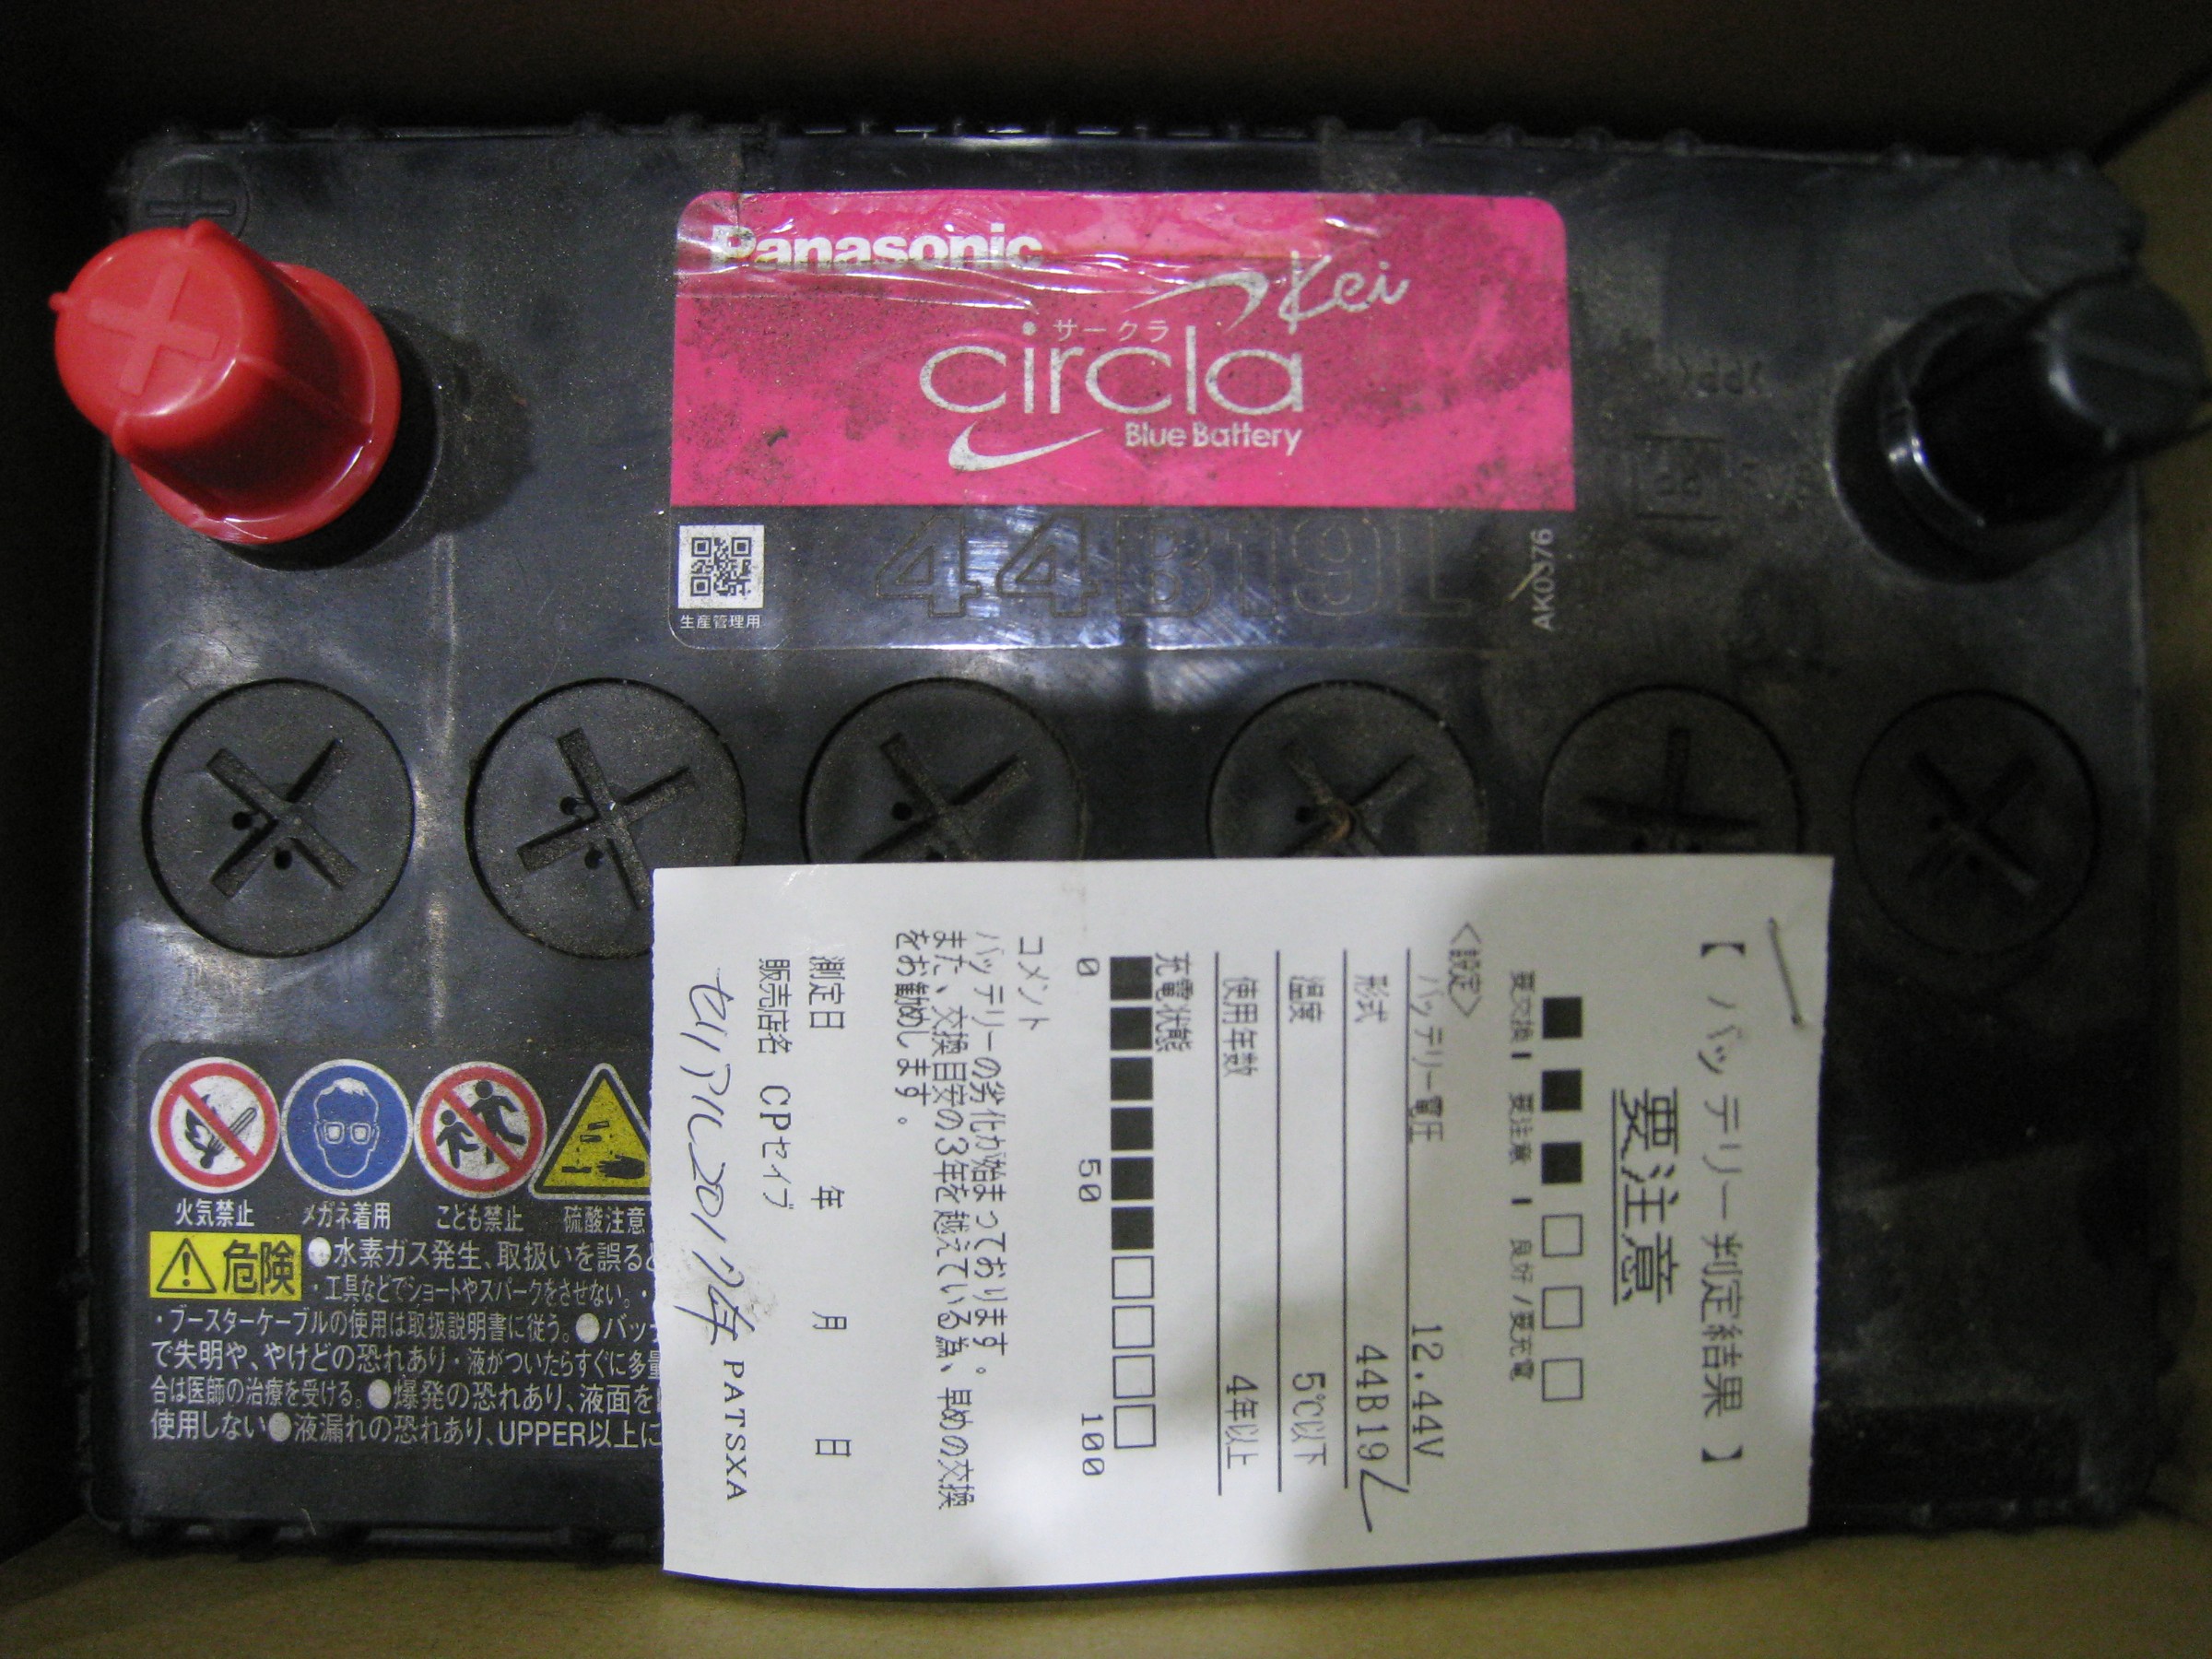 Panasonic
Kei
サークラ
circla
Blue Battery
生産管理用
44B19L
AK0376
【 バッテリー判定結果 】
要注意
要交換 ┃ 要注意 ┃ 良好 / 要充電
<設定>
バッテリー電圧 12.44V
形式 44B19L
温度 5℃以下
使用年数 4年以上
充電状態
0 50 100
コメント
バッテリーの劣化が始まっております。
また、交換目安の3年を越えている為、早めの交換
をお勧めします。
測定日 年 月 日
販売店名 CPセイブ
2017年
PATSXA
火気禁止 メガネ着用 こども禁止 硫酸注意
危険 ●水素ガス発生、取扱いを誤ると
・工具などでショートやスパークをさせない。・
・ブースターケーブルの使用は取扱説明書に従う。●バッ
で失明や、やけどの恐れあり・液がついたらすぐに多量
合は医師の治療を受ける。●爆発の恐れあり、液面を
使用しない●液漏れの恐れあり、UPPER以上に